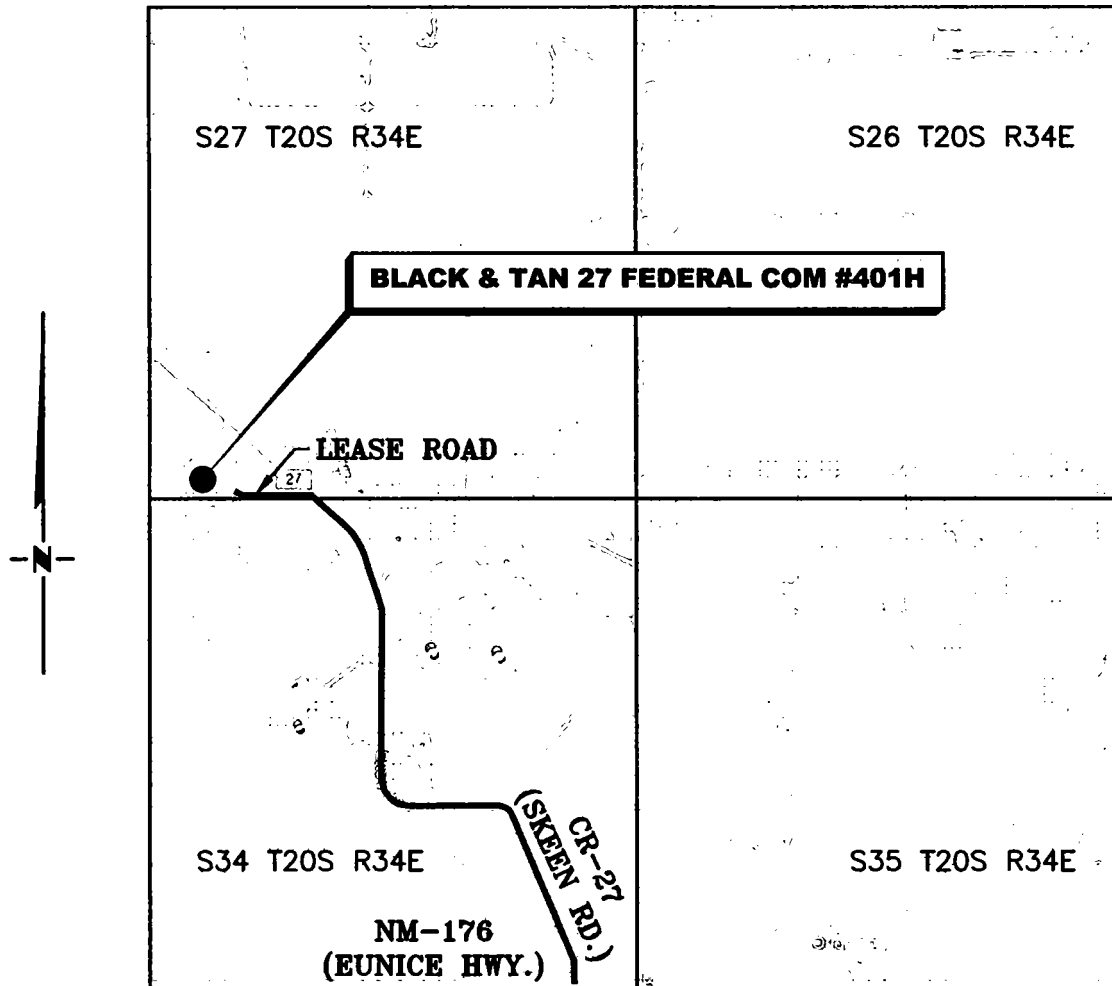 S27 T20S R34E
S26 T20S R34E
BLACK & TAN 27 FEDERAL COM #401H
LEASE ROAD
27
-N-
CR-27
(SKEEN RD.)
S34 T20S R34E
S35 T20S R34E
NM-176
(EUNICE HWY.)